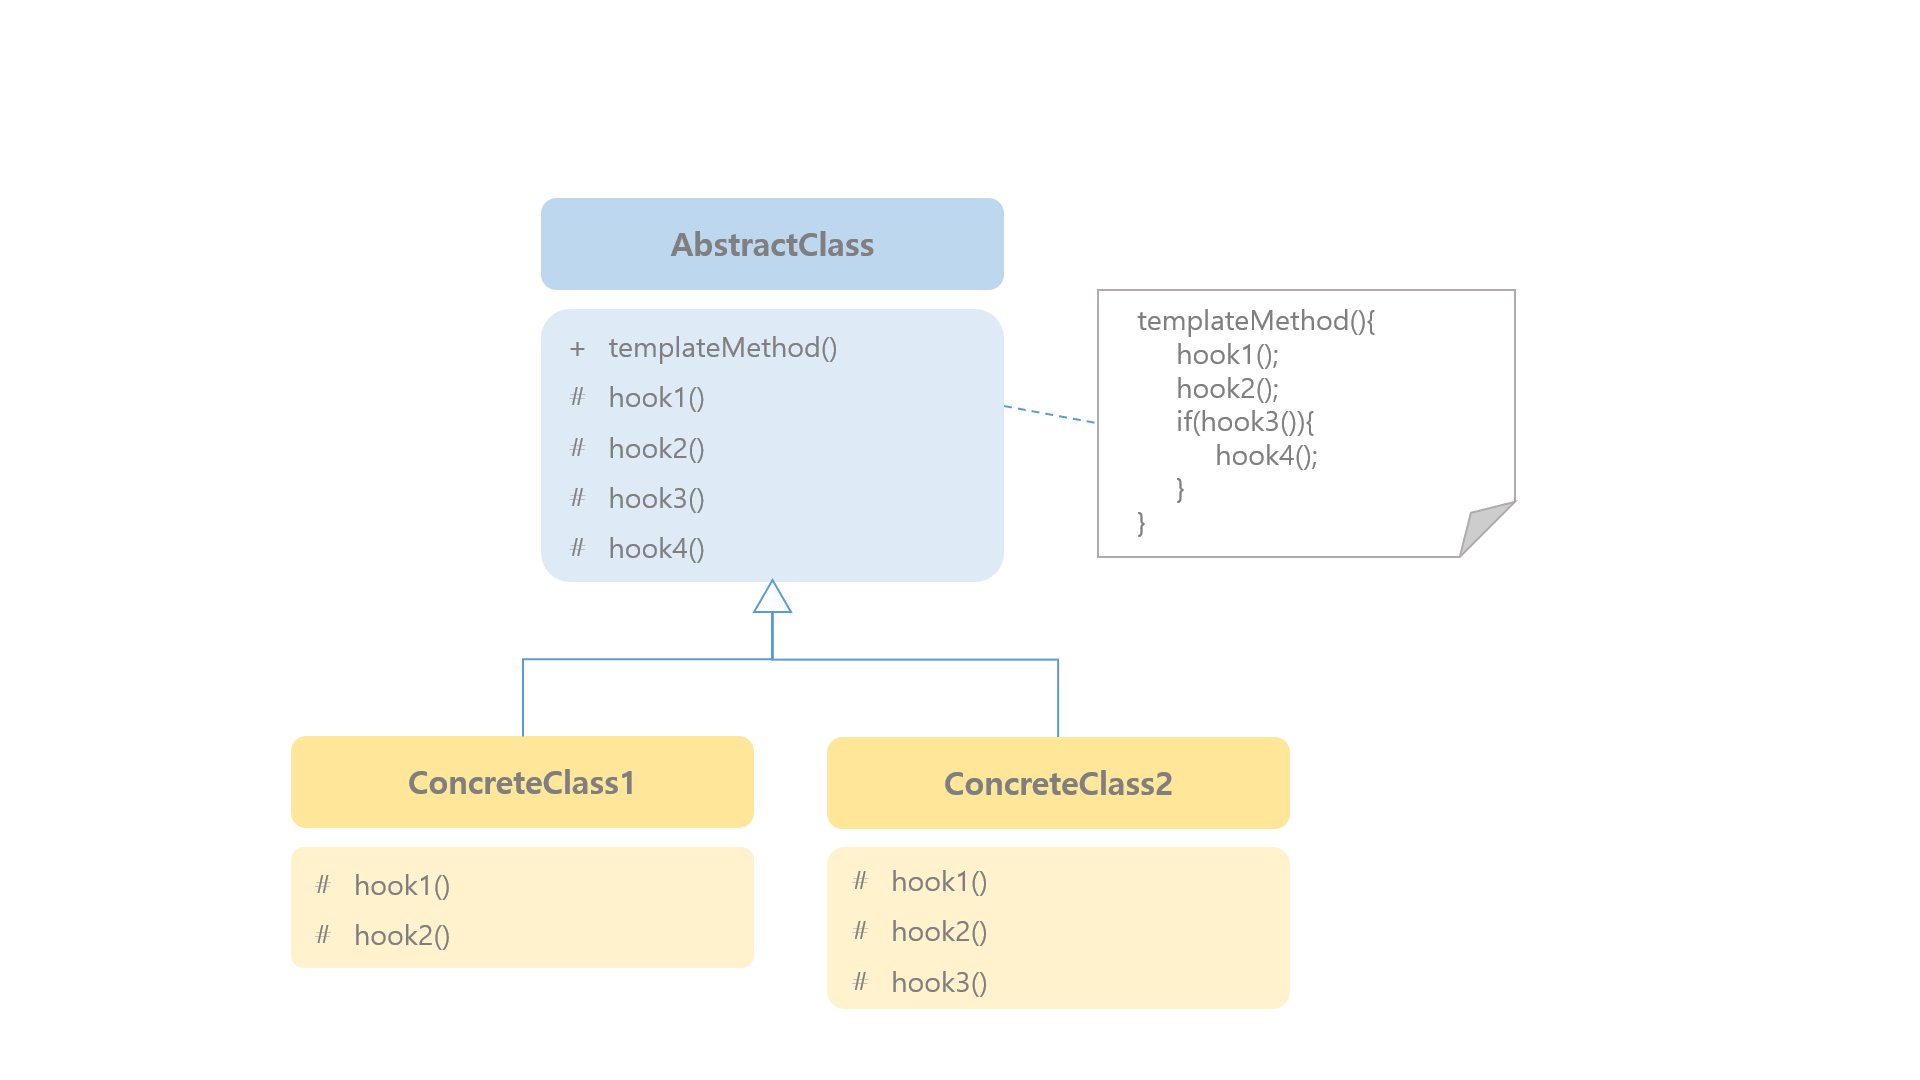 AbstractClass
+ templateMethod()
# hook1()
# hook2()
# hook3()
# hook4()
templateMethod(){
hook1();
hook2();
if(hook3()){
hook4();
}
}
ConcreteClass1
# hook1()
# hook2()
ConcreteClass2
# hook1()
# hook2()
# hook3()